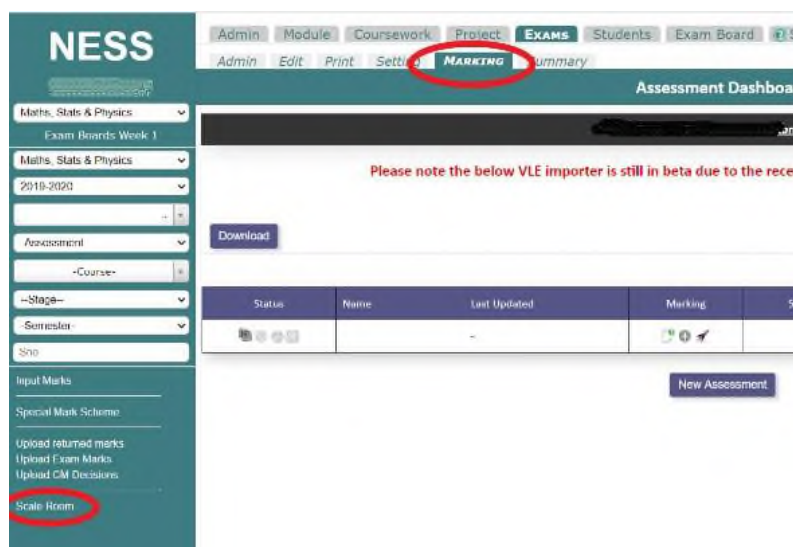 NESS
Admin Module Coursework Project EXAMS Students Exam Board
Admin Edit Print Setting MARKING Summary
Assessment Dashboa
Maths, Stats & Physics
Exam Boards Week 1
Maths, Stats & Physics
2019-2020
Please note the below VLE importer is still in beta due to the rece
Assessment
Download
-Course-
--Stage--
-Semester-
Sno
Status Name Last Updated Marking S
-
New Assessment
Input Marks
Special Mark Scheme
Upload returned marks
Upload Exam Marks
Upload CM Decisions
Scale Room